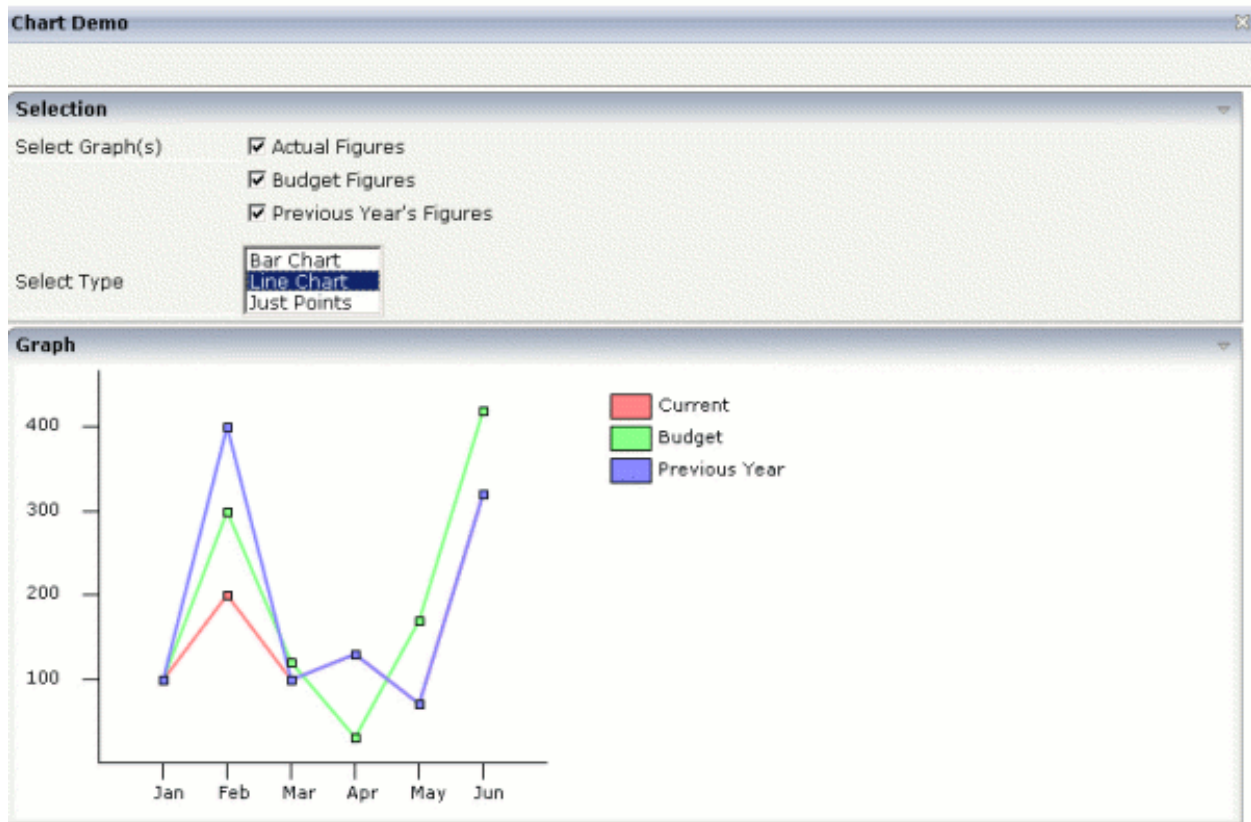 Chart Demo
Selection
Select Graph(s)
Actual Figures
Budget Figures
Previous Year's Figures
Select Type
Bar Chart
Line Chart
Just Points
Graph
400
300
200
100
Jan Feb Mar Apr May Jun
Current
Budget
Previous Year